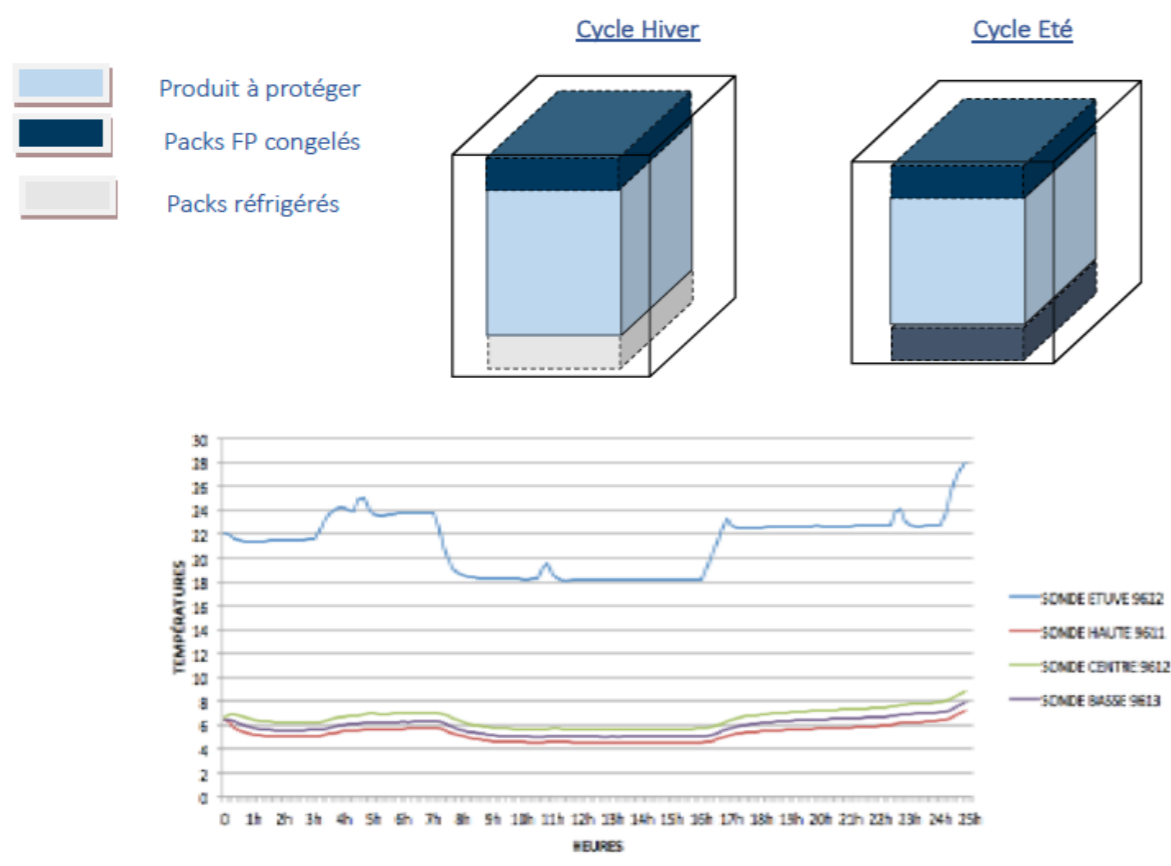 Cycle Hiver
Cycle Eté
Produit à protéger
Packs FP congelés
Packs réfrigérés
30
28
26
24
22
20
18
16
14
12
10
8
6
4
2
0
TEMPÉRATURES
0 1h 2h 3h 4h 5h 6h 7h 8h 9h 10h 11h 12h 13h 14h 15h 16h 17h 18h 19h 20h 21h 22h 23h 24h 25h
HEURES
SONDE ETUVE 9622
SONDE HAUTE 9611
SONDE CENTRE 9612
SONDE BASSE 9613